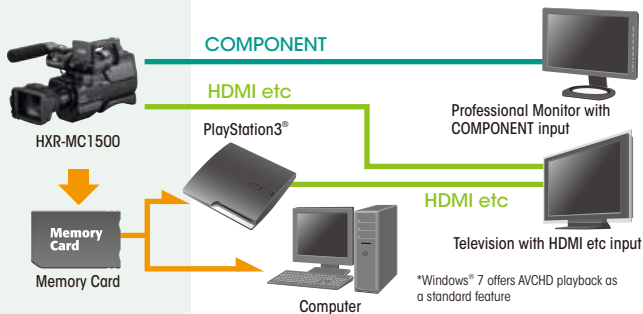 COMPONENT
HDMI etc
HXR-MC1500
PlayStation3®
Professional Monitor with
COMPONENT input
HDMI etc
Memory
Card
Memory Card
Television with HDMI etc input
Computer
*Windows® 7 offers AVCHD playback as
a standard feature